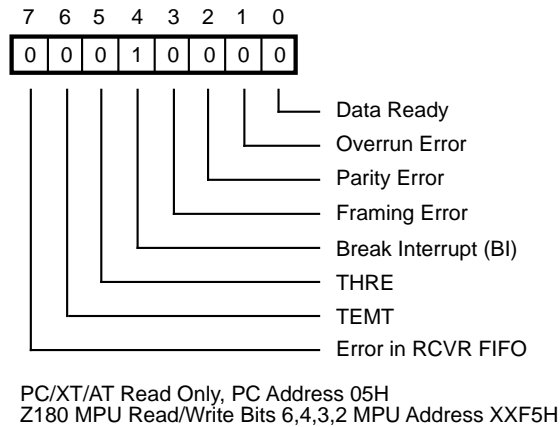 7 6 5 4 3 2 1 0
0 0 0 1 0 0 0 0
Data Ready
Overrun Error
Parity Error
Framing Error
Break Interrupt (BI)
THRE
TEMT
Error in RCVR FIFO
PC/XT/AT Read Only, PC Address 05H
Z180 MPU Read/Write Bits 6,4,3,2 MPU Address XXF5H